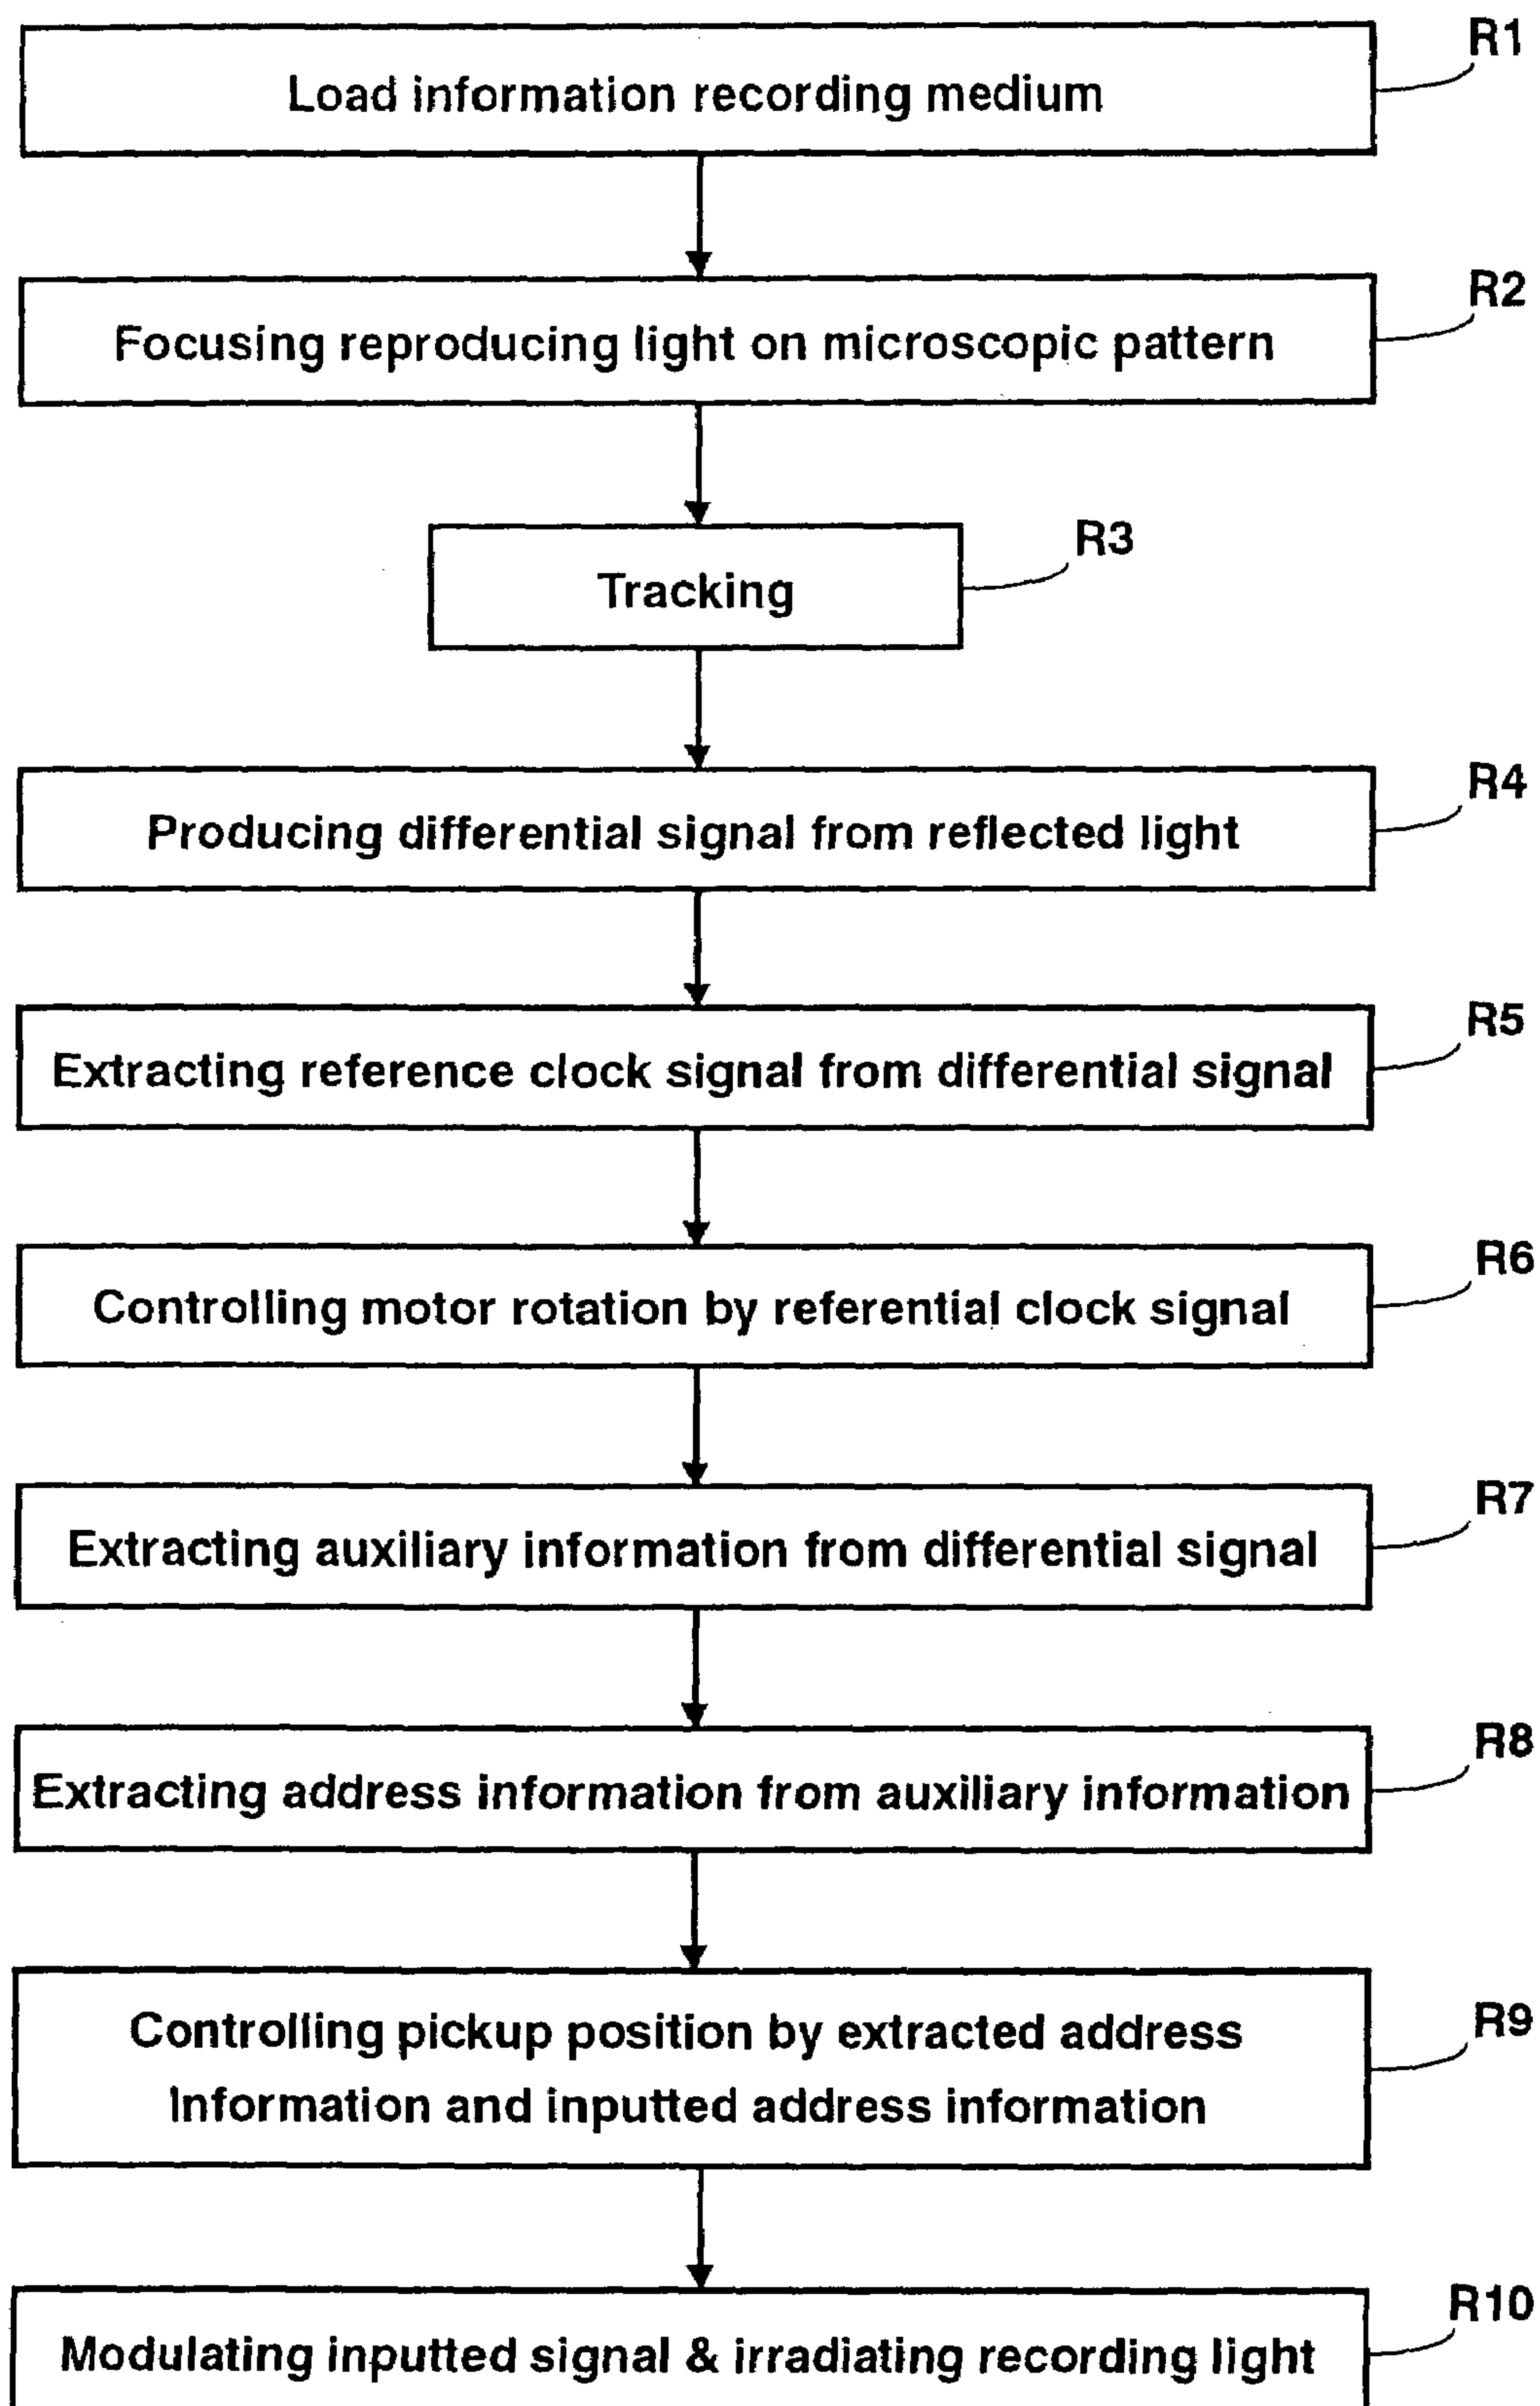 R1
Load information recording medium
R2
Focusing reproducing light on microscopic pattern
R3
Tracking
R4
Producing differential signal from reflected light
R5
Extracting reference clock signal from differential signal
R6
Controlling motor rotation by referential clock signal
R7
Extracting auxiliary information from differential signal
R8
Extracting address information from auxiliary information
R9
Controlling pickup position by extracted address
Information and inputted address information
R10
Modulating inputted signal & irradiating recording light